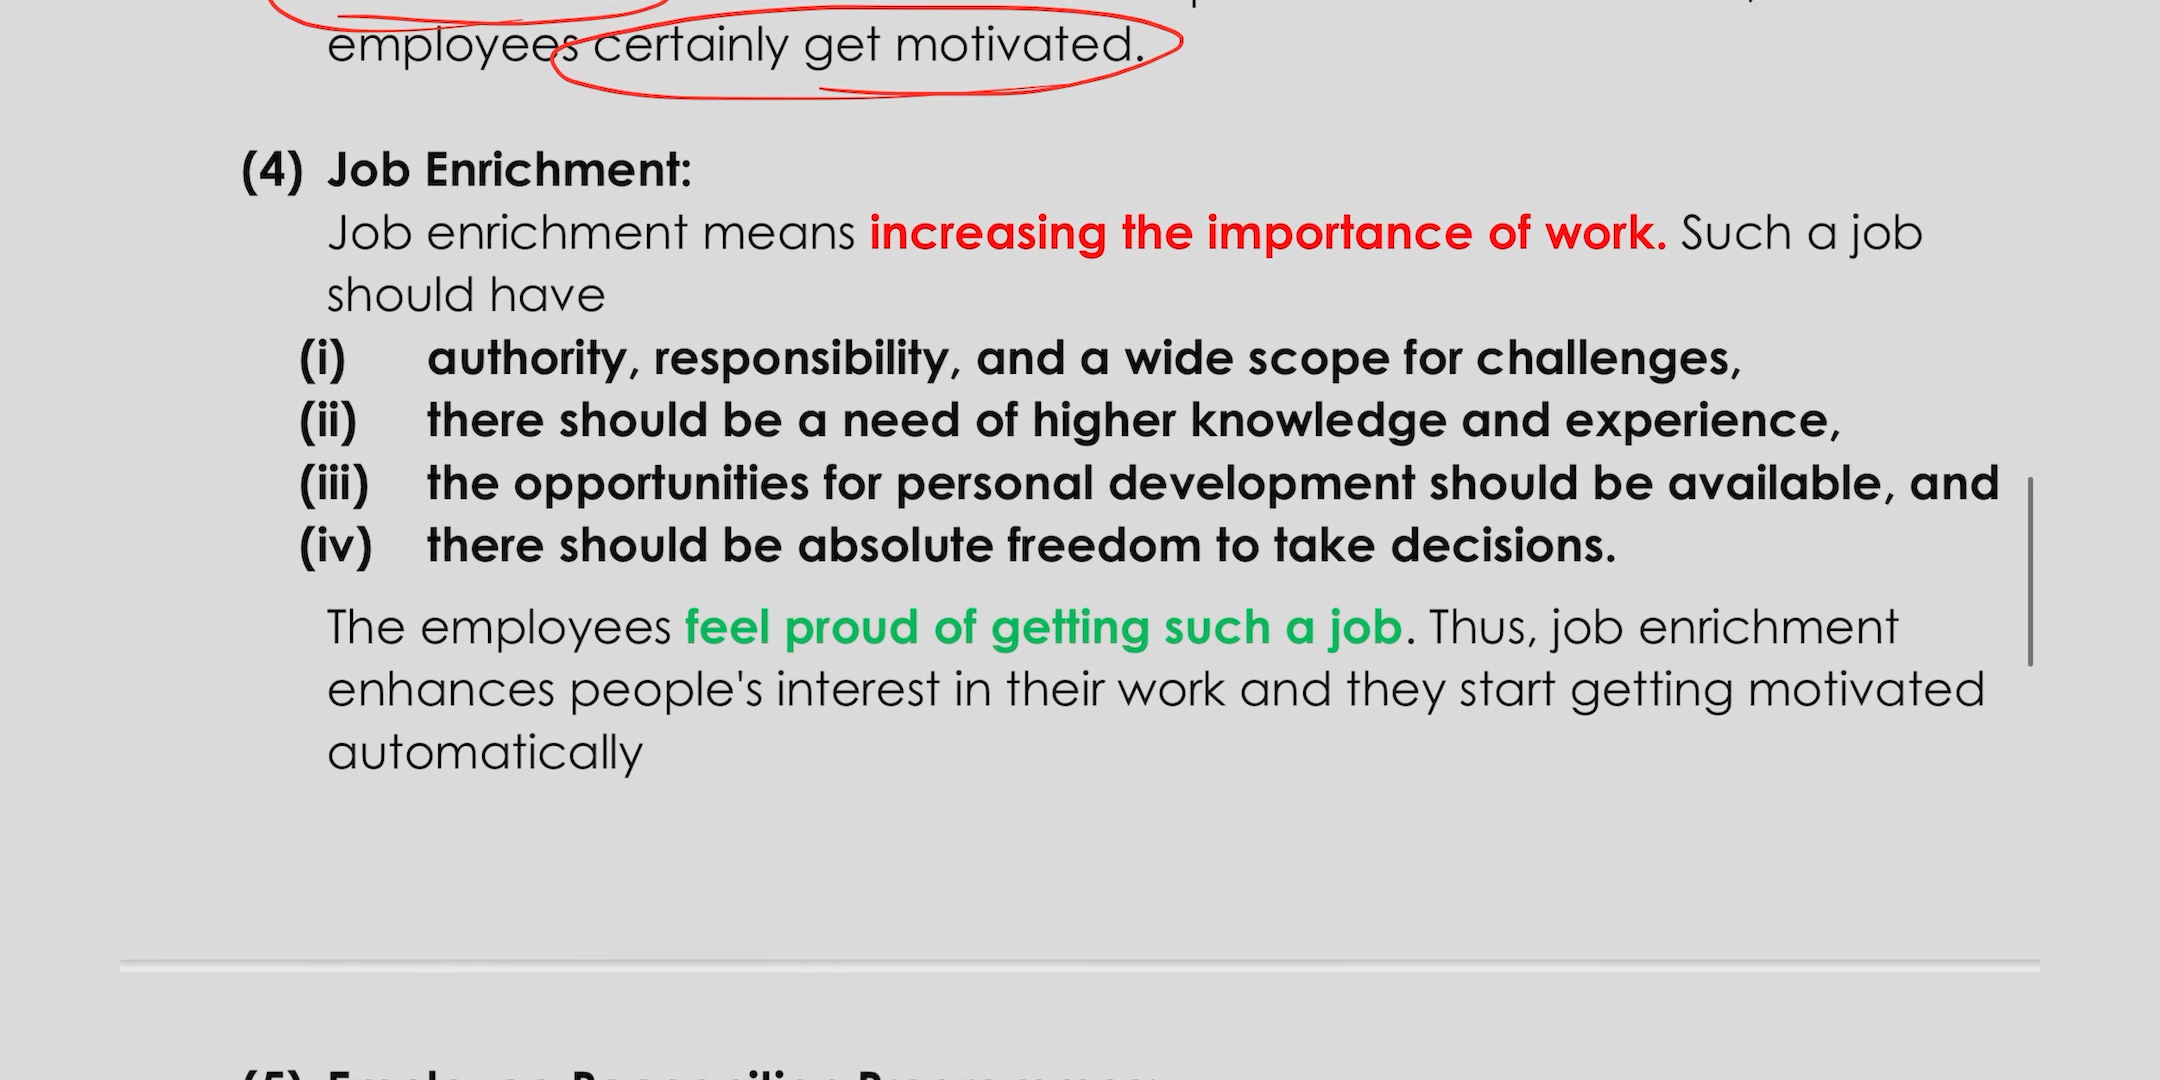 employees certainly get motivated.
(4) Job Enrichment:
Job enrichment means increasing the importance of work. Such a job
should have
(i) authority, responsibility, and a wide scope for challenges,
(ii) there should be a need of higher knowledge and experience,
(iii) the opportunities for personal development should be available, and
(iv) there should be absolute freedom to take decisions.
The employees feel proud of getting such a job. Thus, job enrichment
enhances people's interest in their work and they start getting motivated
automatically
(5) Employee Recognition Programmes: